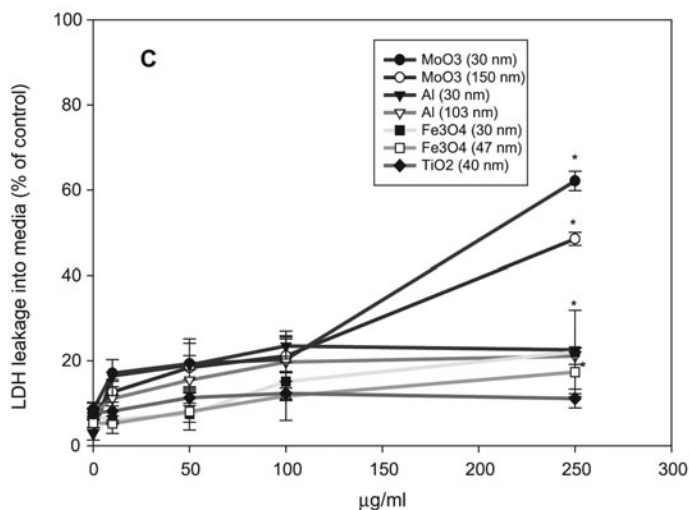 C
MoO3 (30 nm)
MoO3 (150 nm)
Al (30 nm)
Al (103 nm)
Fe3O4 (30 nm)
Fe3O4 (47 nm)
TiO2 (40 nm)
LDH leakage into media (% of control)
100
80
60
40
20
0
*
*
*
*
0 50 100 150 200 250 300
µg/ml